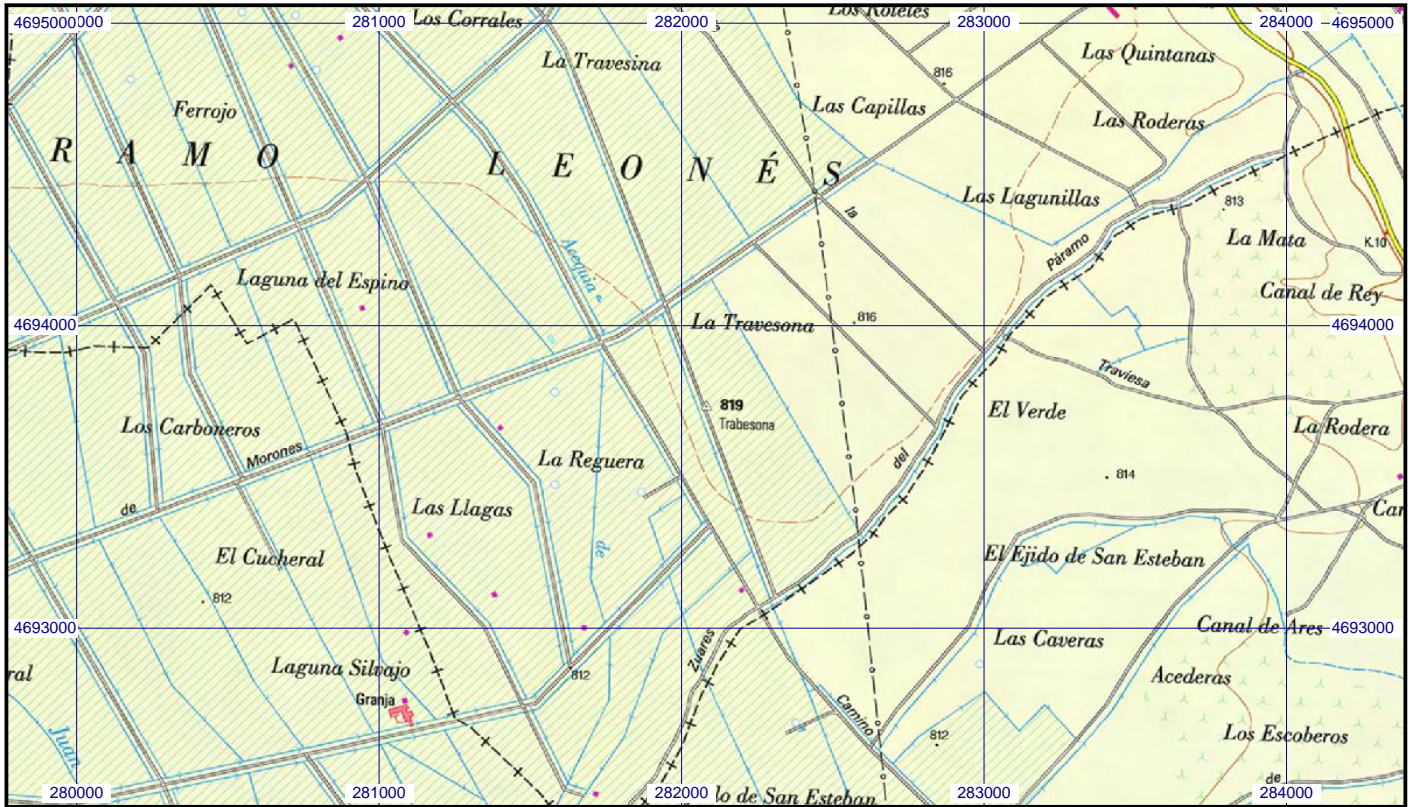 4695000 281000 Los Corrales 282000 Los Roteles 283000 284000 4695000
280000
La Travesina
Las Quintanas
816
Ferrojo
Las Capillas
Las Roderas
R A M O
L E O N É S
Las Lagunillas
813
la
La Mata
K.10
Páramo
Acequia
Laguna del Espino
Canal de Rey
4694000
La Travesona
816
4694000
Traviesa
819
Trabesona
El Verde
Los Carboneros
La Rodera
Morones
La Reguera
del
814
de
Las Llagas
Car
de
El Cucheral
El Ejido de San Esteban
812
4693000
Canal de Ares
4693000
Las Caveras
Zuares
ral
Laguna Silvajo
812
Acederas
Granja
Camino
Juan
812
Los Escoberos
de
280000 281000 282000 lo de San Esteban 283000 284000